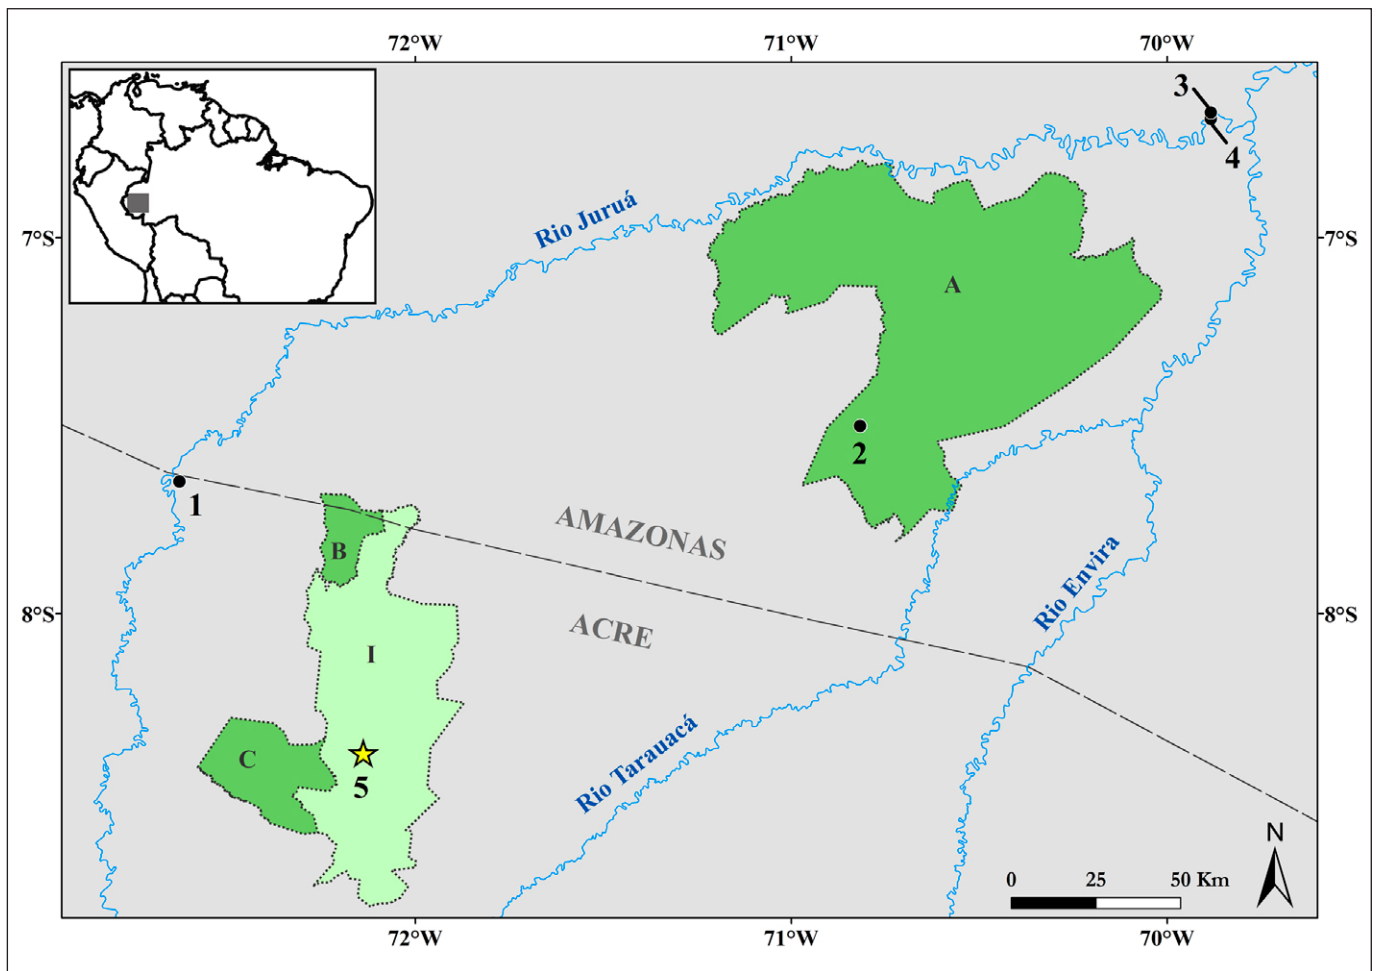 72°W 71°W 70°W
3
4
Rio Juruá
7°S 7°S
A
2
1
AMAZONAS
B
Rio Envira
8°S 8°S
ACRE
I
C
Rio Tarauacá
5
N
0 25 50 Km
72°W 71°W 70°W